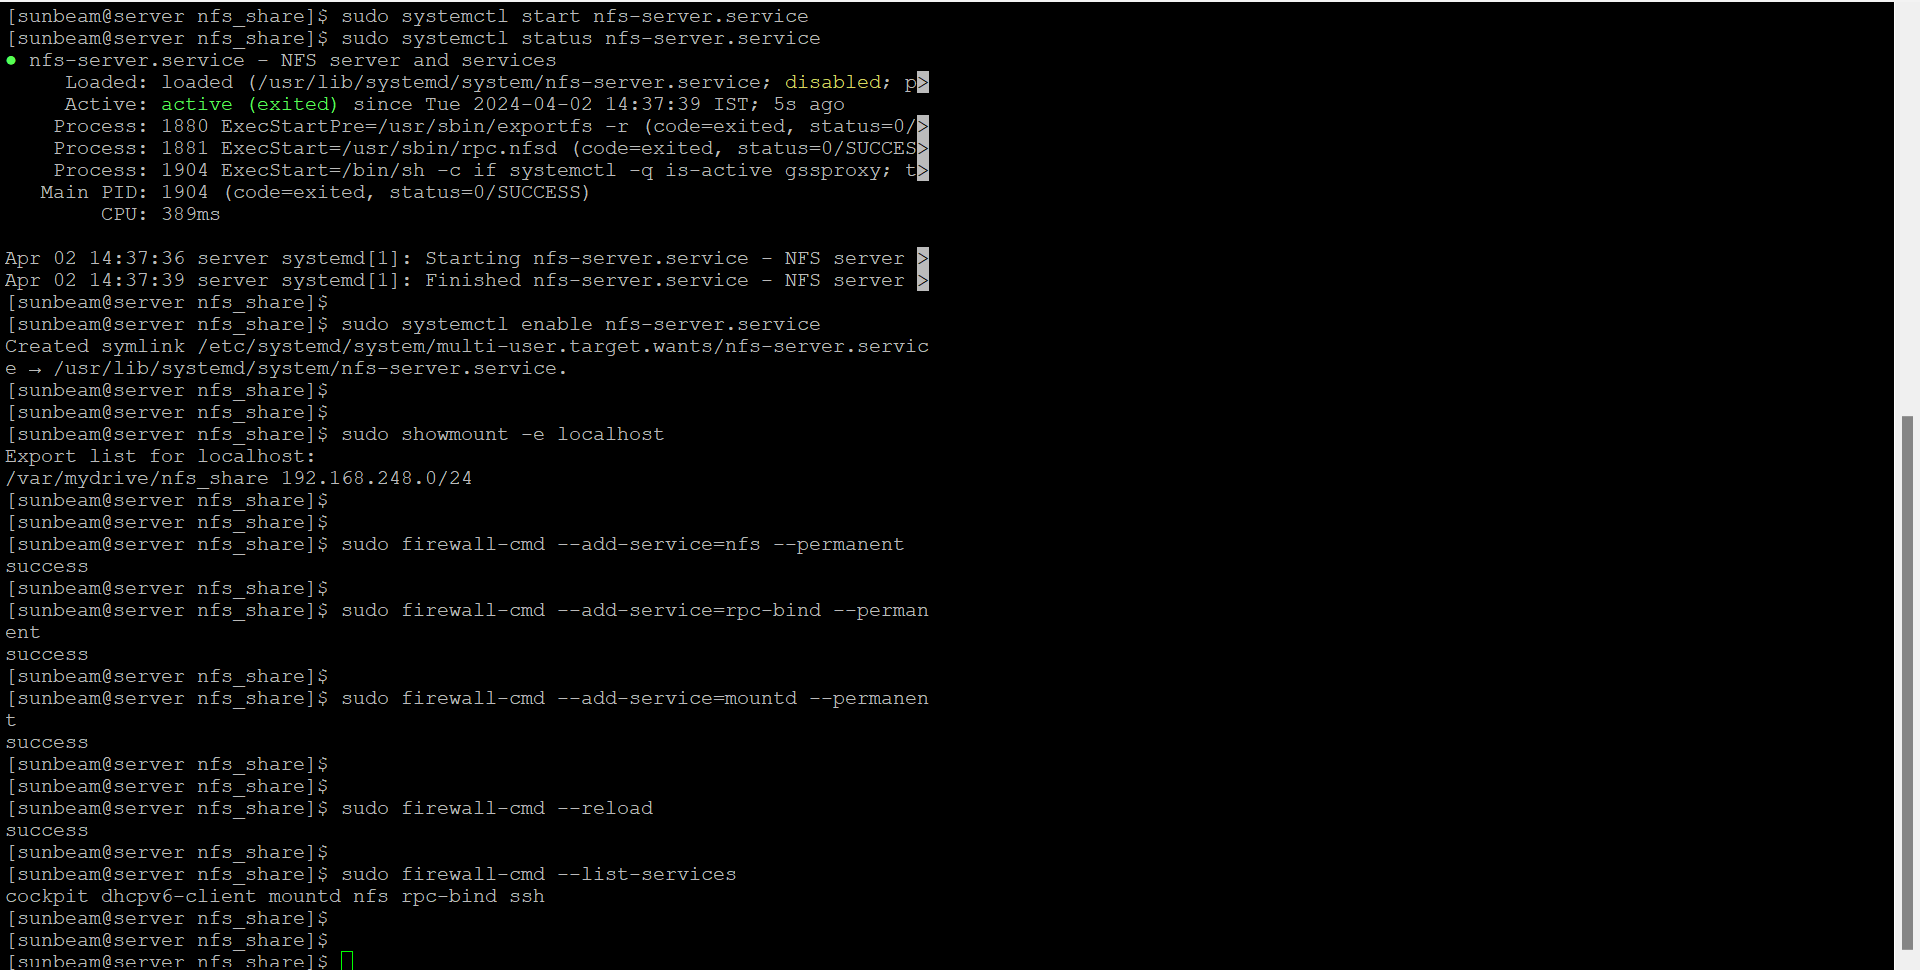 [sunbeam@server nfs_share]$ sudo systemctl start nfs-server.service
[sunbeam@server nfs_share]$ sudo systemctl status nfs-server.service
● nfs-server.service - NFS server and services
     Loaded: loaded (/usr/lib/systemd/system/nfs-server.service; disabled; p>
     Active: active (exited) since Tue 2024-04-02 14:37:39 IST; 5s ago
    Process: 1880 ExecStartPre=/usr/sbin/exportfs -r (code=exited, status=0/>
    Process: 1881 ExecStart=/usr/sbin/rpc.nfsd (code=exited, status=0/SUCCES>
    Process: 1904 ExecStart=/bin/sh -c if systemctl -q is-active gssproxy; t>
   Main PID: 1904 (code=exited, status=0/SUCCESS)
        CPU: 389ms

Apr 02 14:37:36 server systemd[1]: Starting nfs-server.service - NFS server >
Apr 02 14:37:39 server systemd[1]: Finished nfs-server.service - NFS server >
[sunbeam@server nfs_share]$
[sunbeam@server nfs_share]$ sudo systemctl enable nfs-server.service
Created symlink /etc/systemd/system/multi-user.target.wants/nfs-server.servic
e → /usr/lib/systemd/system/nfs-server.service.
[sunbeam@server nfs_share]$
[sunbeam@server nfs_share]$
[sunbeam@server nfs_share]$ sudo showmount -e localhost
Export list for localhost:
/var/mydrive/nfs_share 192.168.248.0/24
[sunbeam@server nfs_share]$
[sunbeam@server nfs_share]$
[sunbeam@server nfs_share]$ sudo firewall-cmd --add-service=nfs --permanent
success
[sunbeam@server nfs_share]$
[sunbeam@server nfs_share]$ sudo firewall-cmd --add-service=rpc-bind --perman
ent
success
[sunbeam@server nfs_share]$
[sunbeam@server nfs_share]$ sudo firewall-cmd --add-service=mountd --permanen
t
success
[sunbeam@server nfs_share]$
[sunbeam@server nfs_share]$
[sunbeam@server nfs_share]$ sudo firewall-cmd --reload
success
[sunbeam@server nfs_share]$
[sunbeam@server nfs_share]$ sudo firewall-cmd --list-services
cockpit dhcpv6-client mountd nfs rpc-bind ssh
[sunbeam@server nfs_share]$
[sunbeam@server nfs_share]$
[sunbeam@server nfs_share]$